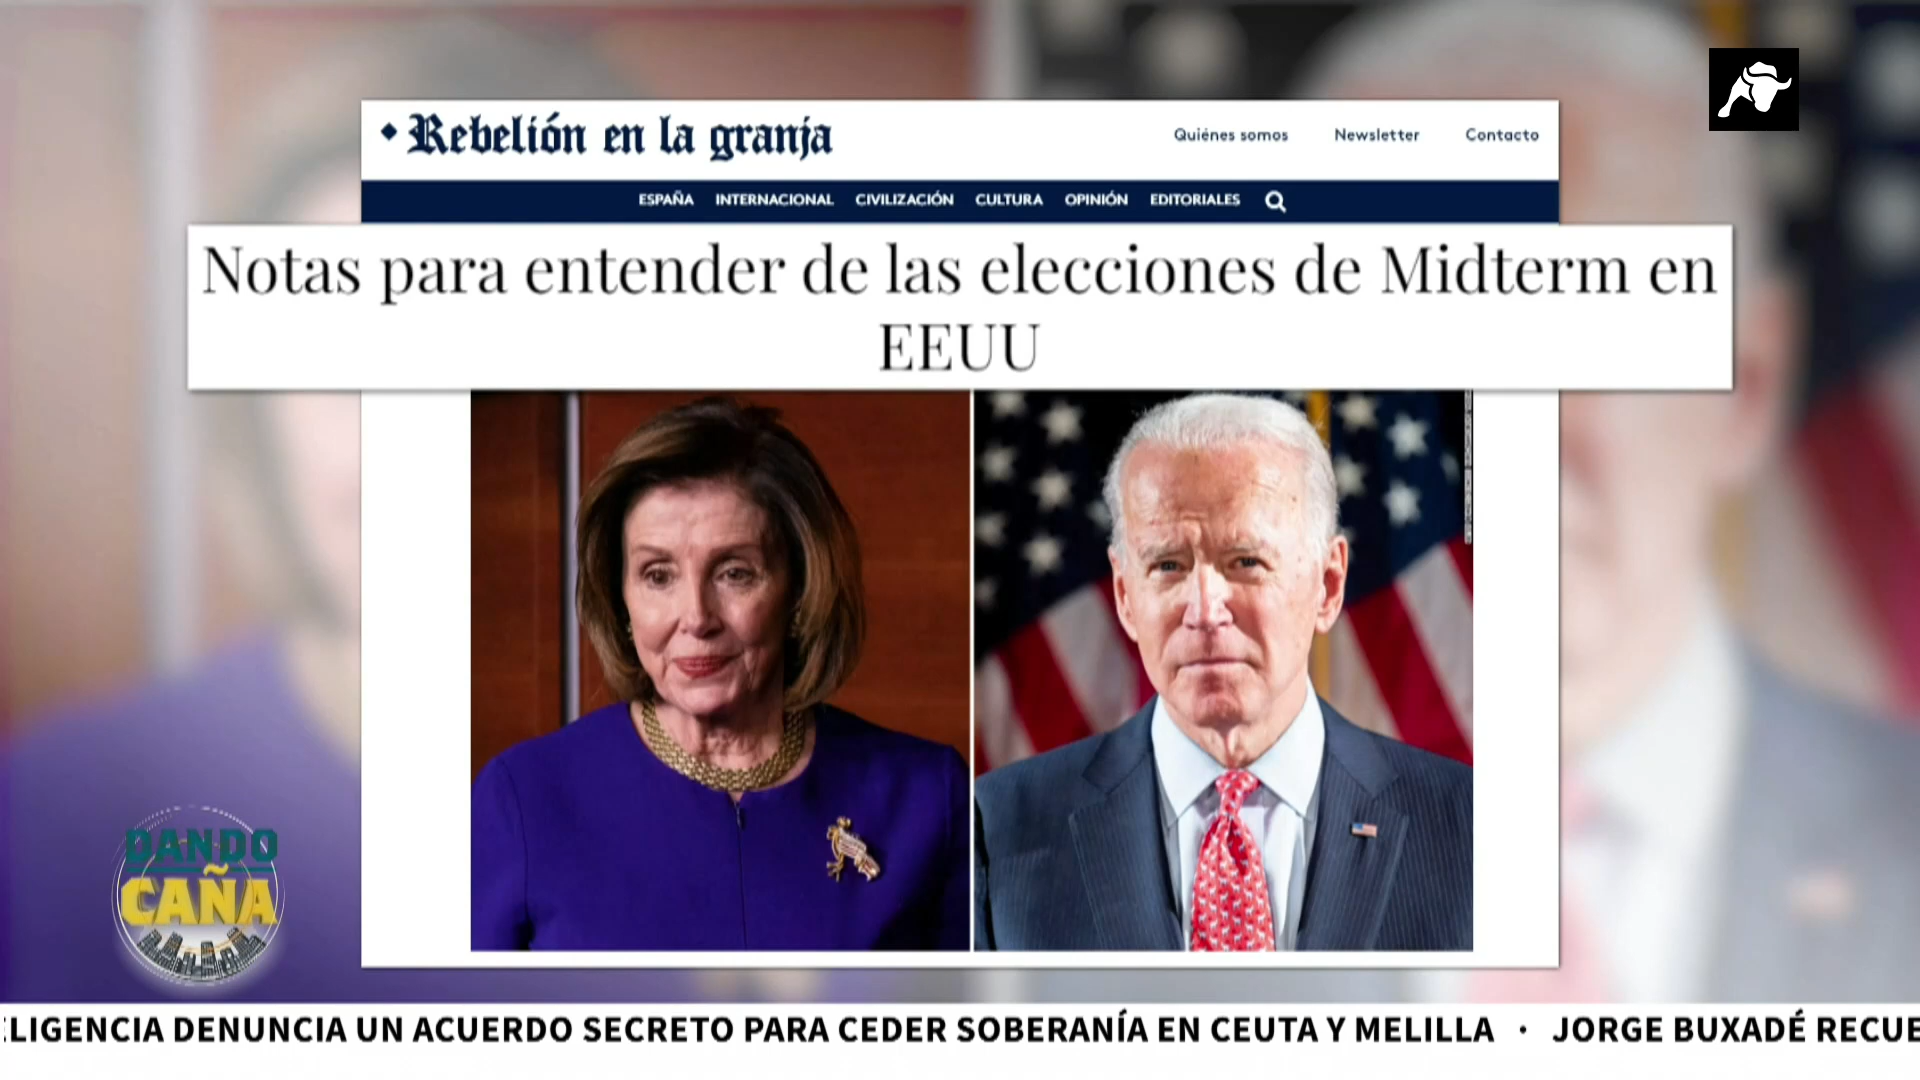 Rebelión en la granja
Quiénes somos Newsletter Contacto
ESPAÑA INTERNACIONAL CIVILIZACIÓN CULTURA OPINIÓN EDITORIALES
Notas para entender de las elecciones de Midterm en
EEUU
DANDO
CAÑA
DENUNCIA UN ACUERDO SECRETO PARA CEDER SOBERANÍA EN CEUTA Y MELILLA · JORGE BUXADÉ